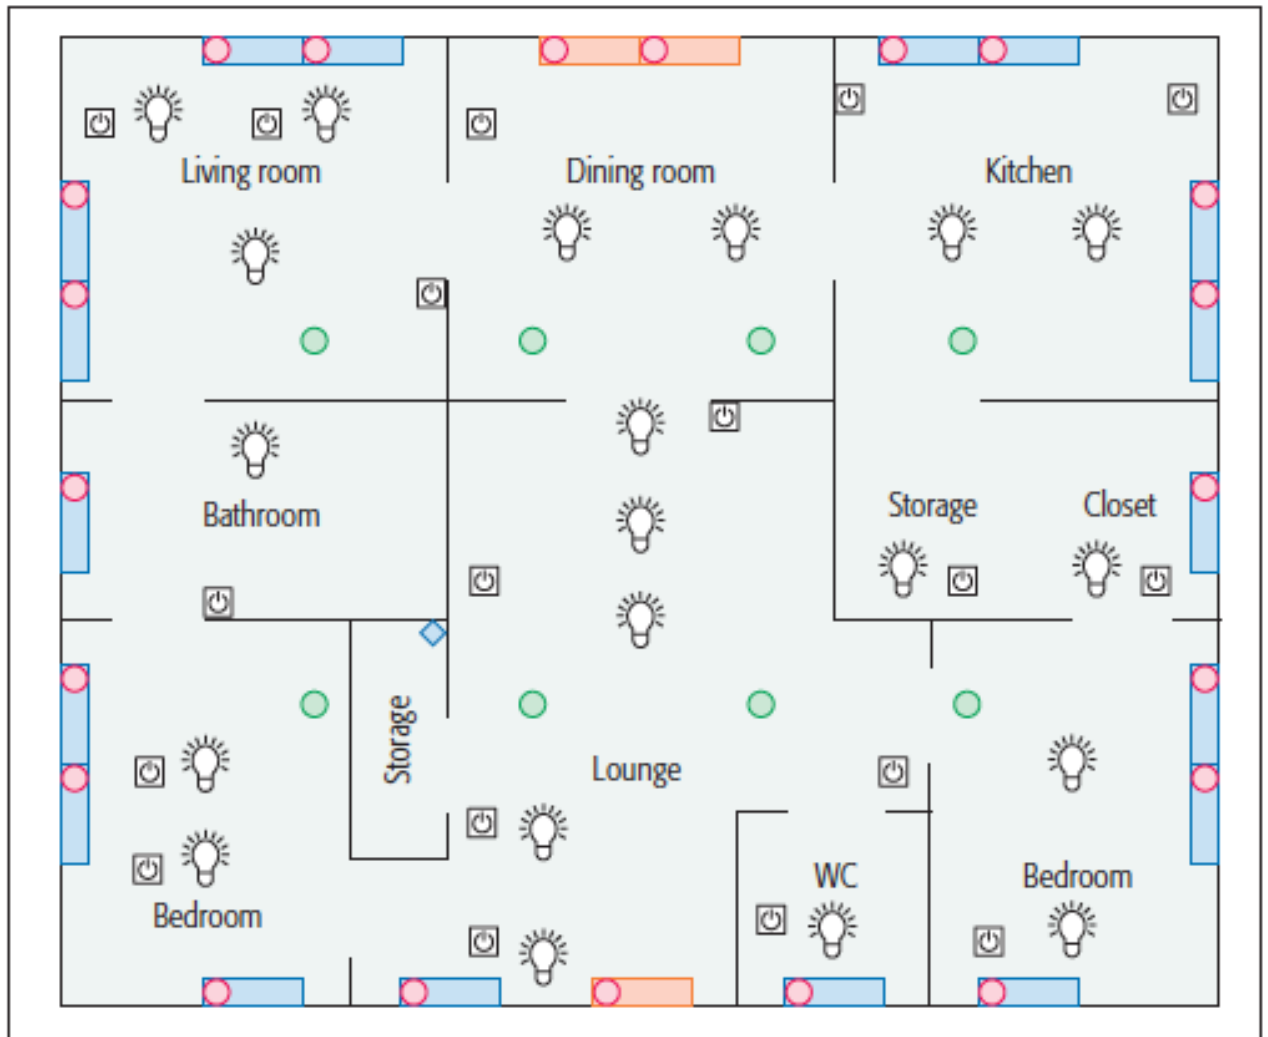 Living room
Dining room
Kitchen
Bathroom
Storage
Closet
Storage
Lounge
WC
Bedroom
Bedroom